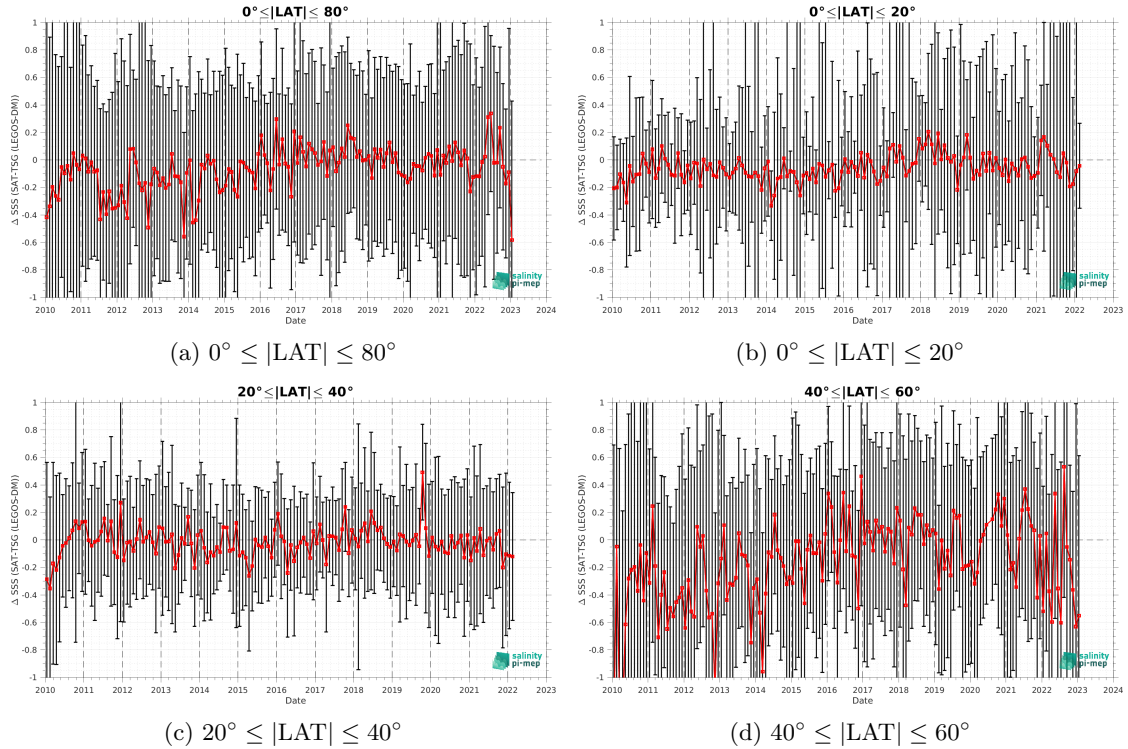 0°≤|LAT|≤ 80°
Δ SSS (SAT-TSG (LEGOS-DM))
1
0.8
0.6
0.4
0.2
0
-0.2
-0.4
-0.6
-0.8
-1
2010 2011 2012 2013 2014 2015 2016 2017 2018 2019 2020 2021 2022 2023 2024
Date
salinity
pi-mep
(a) 0° ≤ |LAT| ≤ 80°
0°≤|LAT|≤ 20°
Δ SSS (SAT-TSG (LEGOS-DM))
1
0.8
0.6
0.4
0.2
0
-0.2
-0.4
-0.6
-0.8
-1
2010 2011 2012 2013 2014 2015 2016 2017 2018 2019 2020 2021 2022 2023
Date
salinity
pi-mep
(b) 0° ≤ |LAT| ≤ 20°
20°≤|LAT|≤ 40°
Δ SSS (SAT-TSG (LEGOS-DM))
1
0.8
0.6
0.4
0.2
0
-0.2
-0.4
-0.6
-0.8
-1
2010 2011 2012 2013 2014 2015 2016 2017 2018 2019 2020 2021 2022 2023
Date
salinity
pi-mep
(c) 20° ≤ |LAT| ≤ 40°
40°≤|LAT|≤ 60°
Δ SSS (SAT-TSG (LEGOS-DM))
1
0.8
0.6
0.4
0.2
0
-0.2
-0.4
-0.6
-0.8
-1
2010 2011 2012 2013 2014 2015 2016 2017 2018 2019 2020 2021 2022 2023 2024
Date
salinity
pi-mep
(d) 40° ≤ |LAT| ≤ 60°